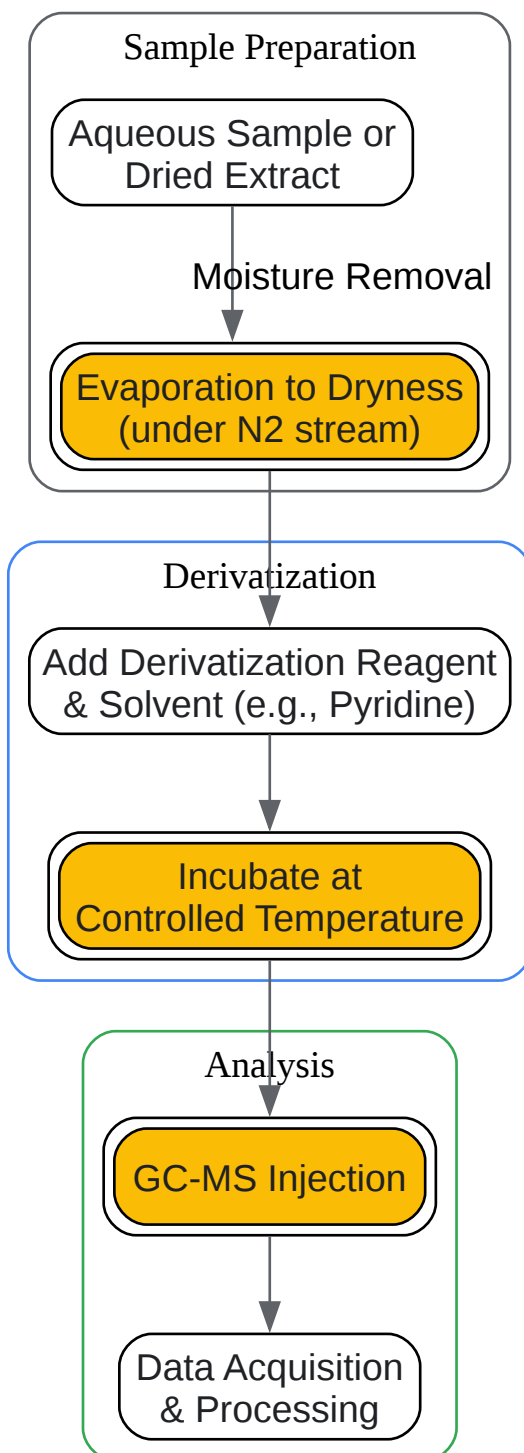 Sample Preparation
Aqueous Sample or
Dried Extract
Moisture Removal
Evaporation to Dryness
(under N2 stream)
Derivatization
Add Derivatization Reagent
& Solvent (e.g., Pyridine)
Incubate at
Controlled Temperature
Analysis
GC-MS Injection
Data Acquisition
& Processing